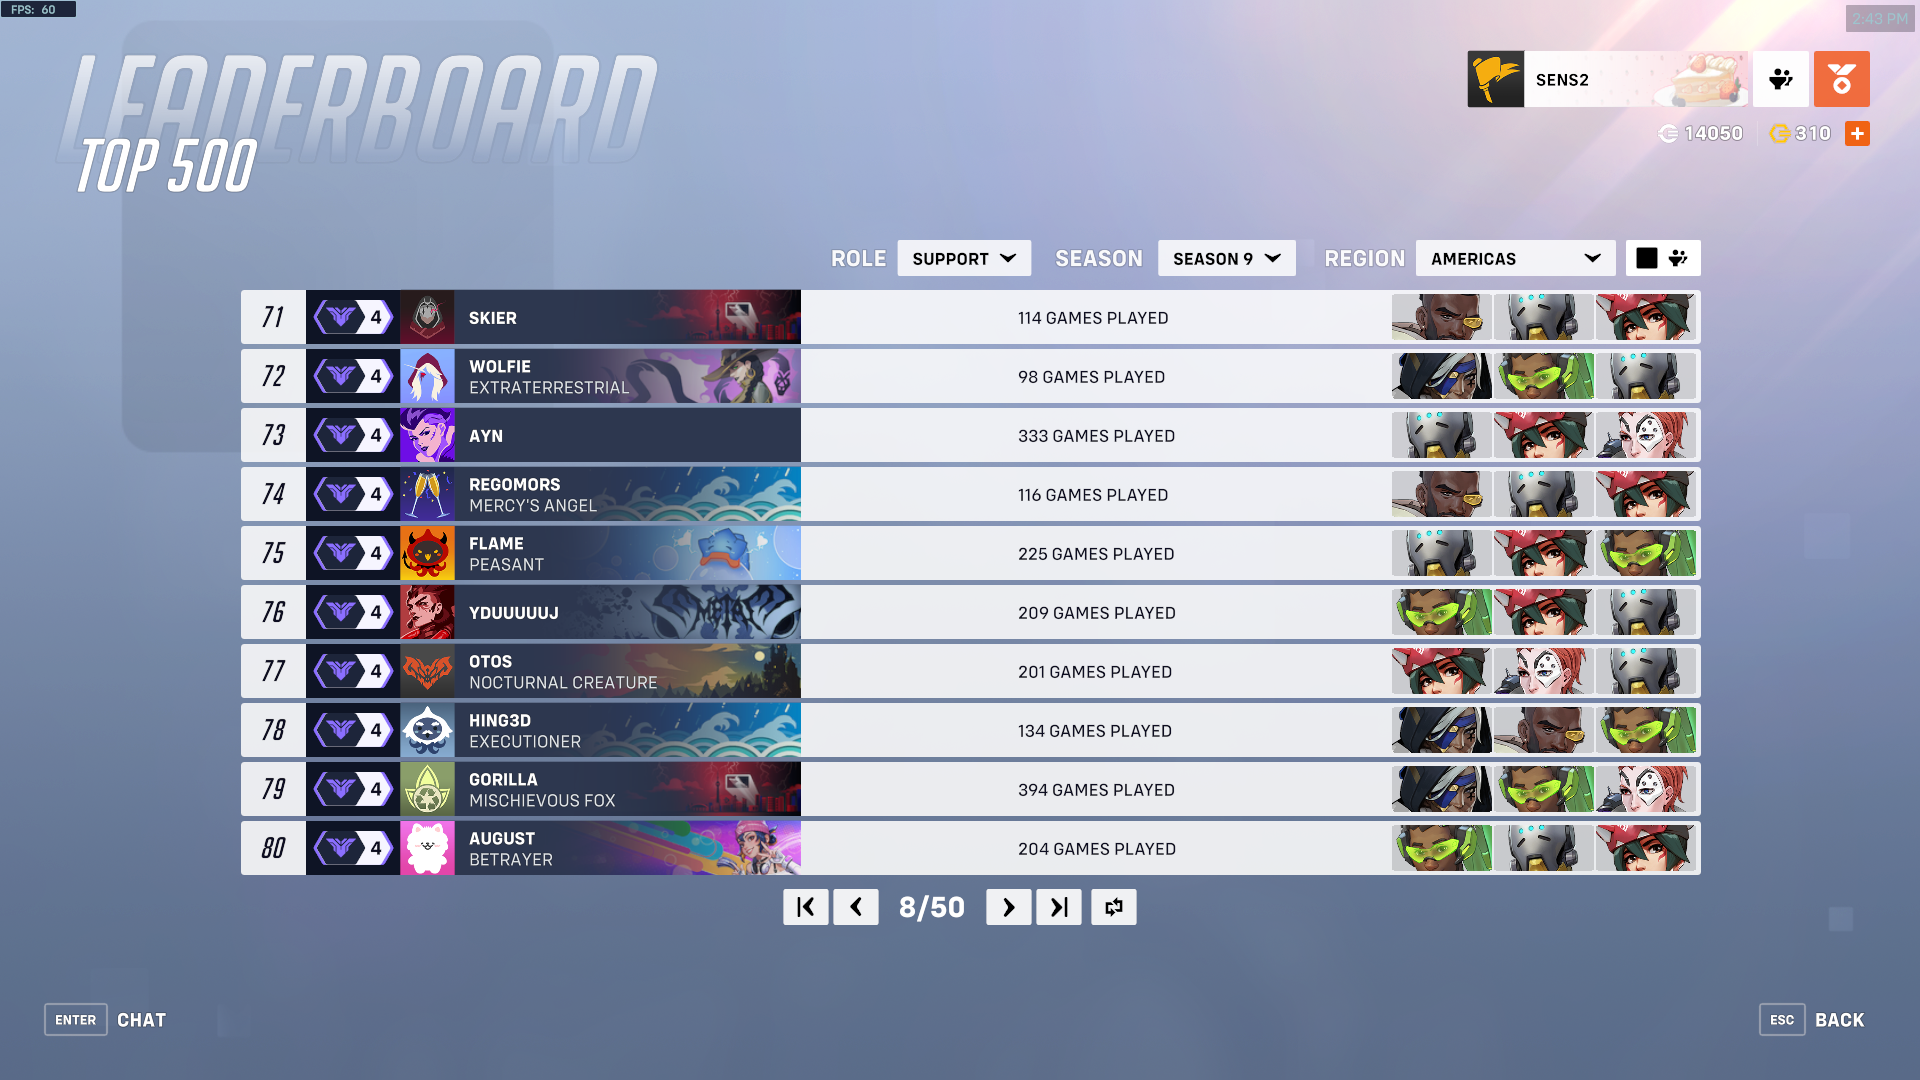 FPS: 60
2:43 PM
LEADERBOARD
TOP 500
SENS2
14050 310
ROLE SUPPORT SEASON SEASON 9 REGION AMERICAS
71 4 SKIER 114 GAMES PLAYED
72 4 WOLFIE 98 GAMES PLAYED
EXTRATERRESTRIAL
73 4 AYN 333 GAMES PLAYED
74 4 REGOMORS 116 GAMES PLAYED
MERCY'S ANGEL
75 4 FLAME 225 GAMES PLAYED
PEASANT
76 4 YDUUUUUJ METAL 209 GAMES PLAYED
77 4 OTOS 201 GAMES PLAYED
NOCTURNAL CREATURE
78 4 HING3D 134 GAMES PLAYED
EXECUTIONER
79 4 GORILLA 394 GAMES PLAYED
MISCHIEVOUS FOX
80 4 AUGUST 204 GAMES PLAYED
BETRAYER
8/50
ENTER CHAT
ESC BACK